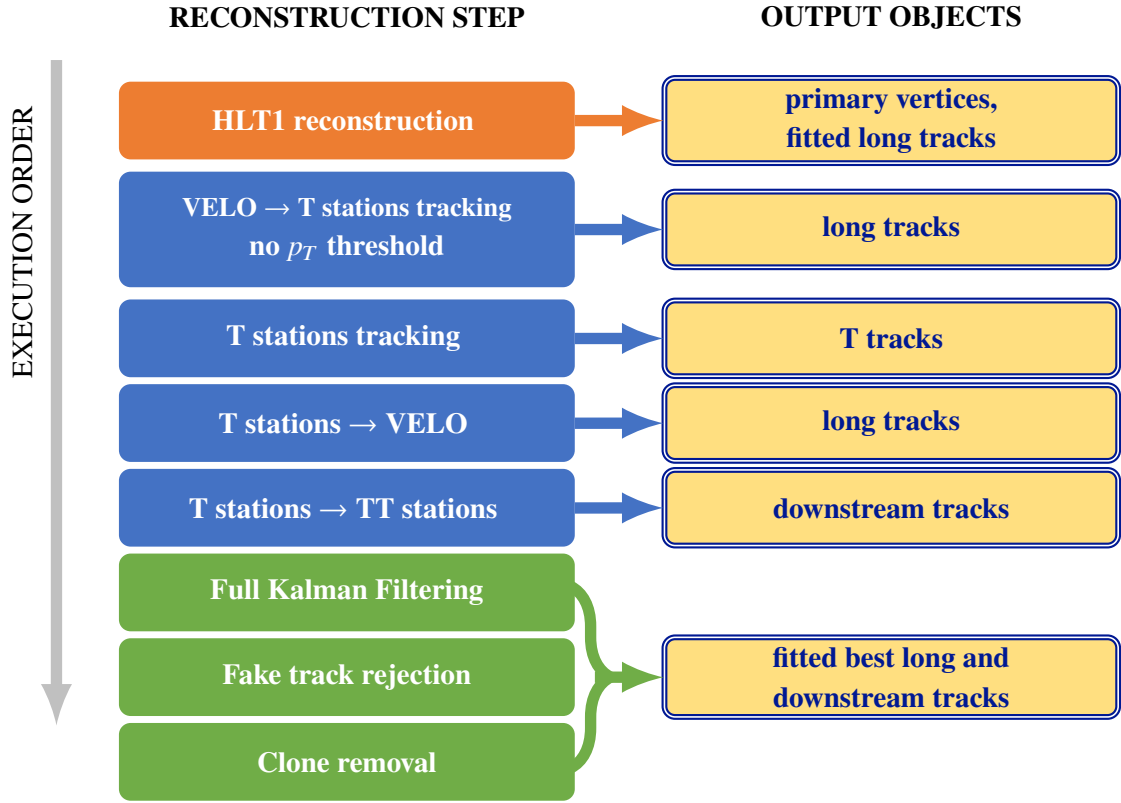 RECONSTRUCTION STEP
OUTPUT OBJECTS
EXECUTION ORDER
HLT1 reconstruction
primary vertices,
fitted long tracks
VELO → T stations tracking
no p_T threshold
long tracks
T stations tracking
T tracks
T stations → VELO
long tracks
T stations → TT stations
downstream tracks
Full Kalman Filtering
Fake track rejection
Clone removal
fitted best long and
downstream tracks